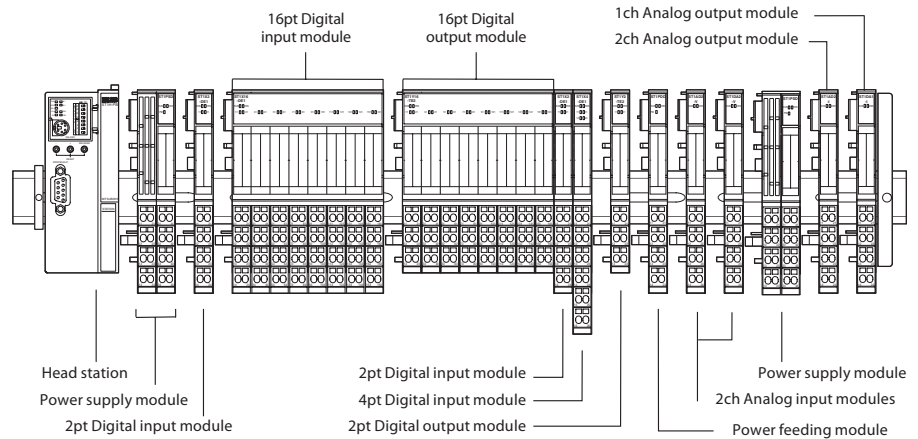 1ch Analog output module
16pt Digital
input module
16pt Digital
output module
2ch Analog output module
Head station
Power supply module
2pt Digital input module
2pt Digital input module
4pt Digital input module
2pt Digital output module
Power supply module
2ch Analog input modules
Power feeding module